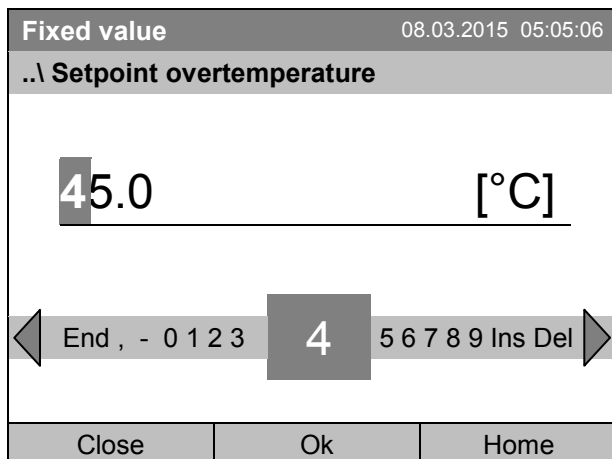 Fixed value 08.03.2015 05:05:06
..\ Setpoint overtemperature
45.0 [°C]
End , - 0 1 2 3 4 5 6 7 8 9 Ins Del
Close Ok Home